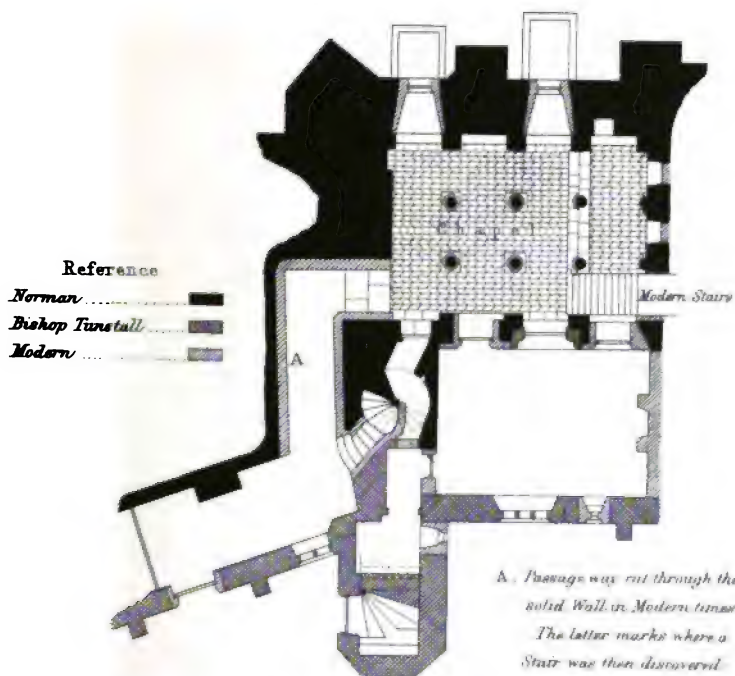 Chapel
Reference
Norman
Bishop Tunstall
Modern
Modern Stairs
A
A. Passage way cut through the
solid Wall in Modern times
The letter marks where a
Stair was then discovered